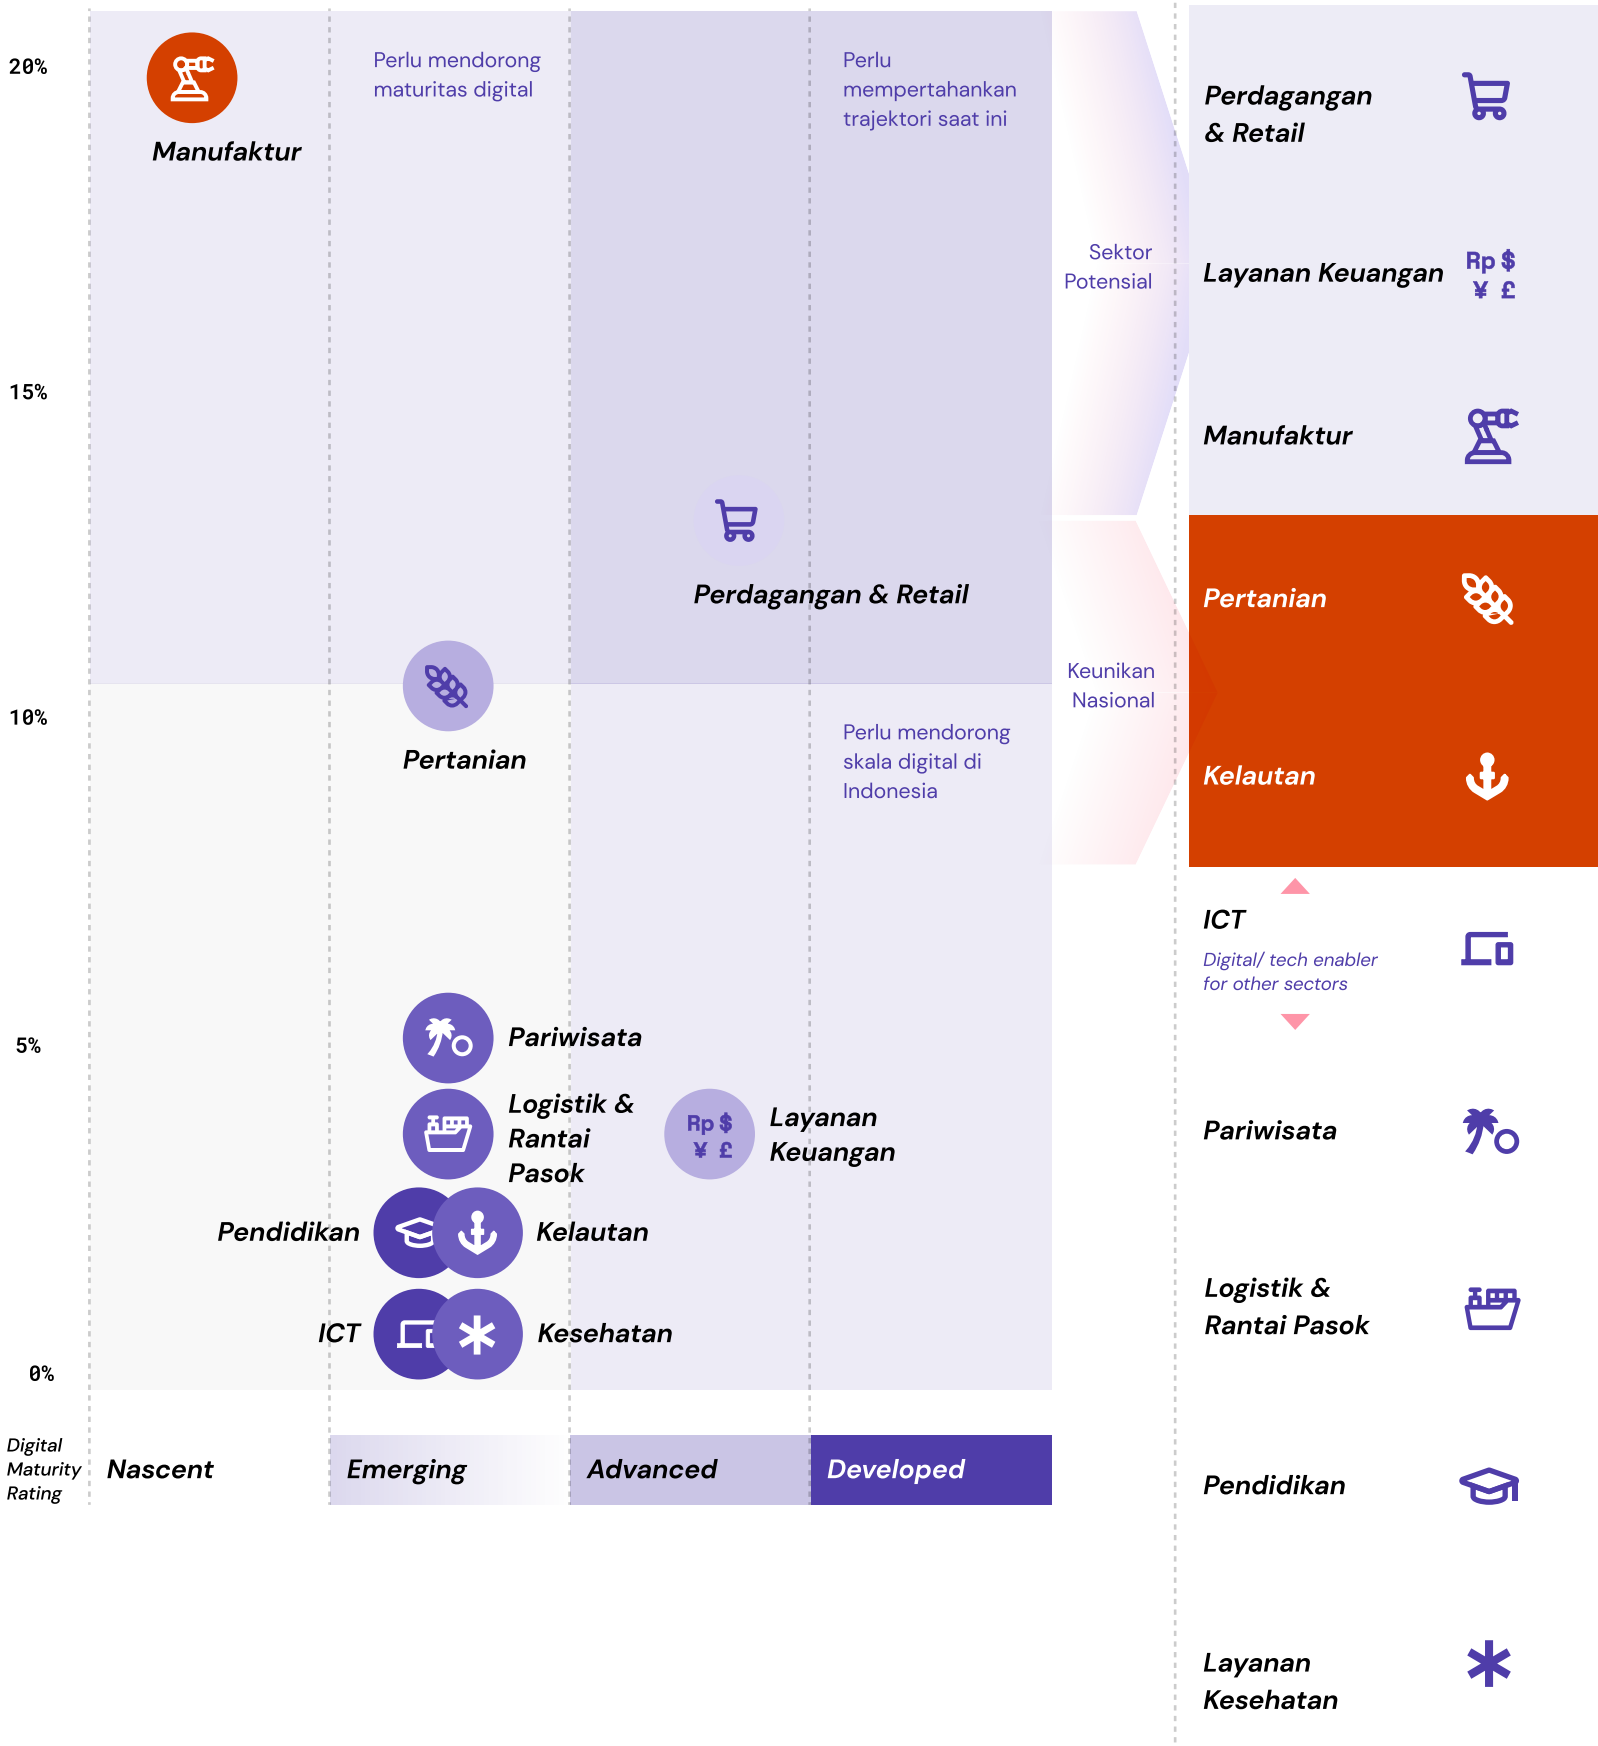 20%
15%
10%
5%
0%
Manufaktur
Perlu mendorong
maturitas digital
Perlu
mempertahankan
trajektori saat ini
Perdagangan & Retail
Pertanian
Perlu mendorong
skala digital di
Indonesia
Pariwisata
Logistik &
Rantai
Pasok
Rp $
¥ £
Layanan
Keuangan
Pendidikan
Kelautan
ICT
Kesehatan
Digital
Maturity
Rating
Nascent
Emerging
Advanced
Developed
Sektor
Potensial
Keunikan
Nasional
Perdagangan
& Retail
Layanan Keuangan
Rp $
¥ £
Manufaktur
Pertanian
Kelautan
ICT
Digital/ tech enabler
for other sectors
Pariwisata
Logistik &
Rantai Pasok
Pendidikan
Layanan
Kesehatan